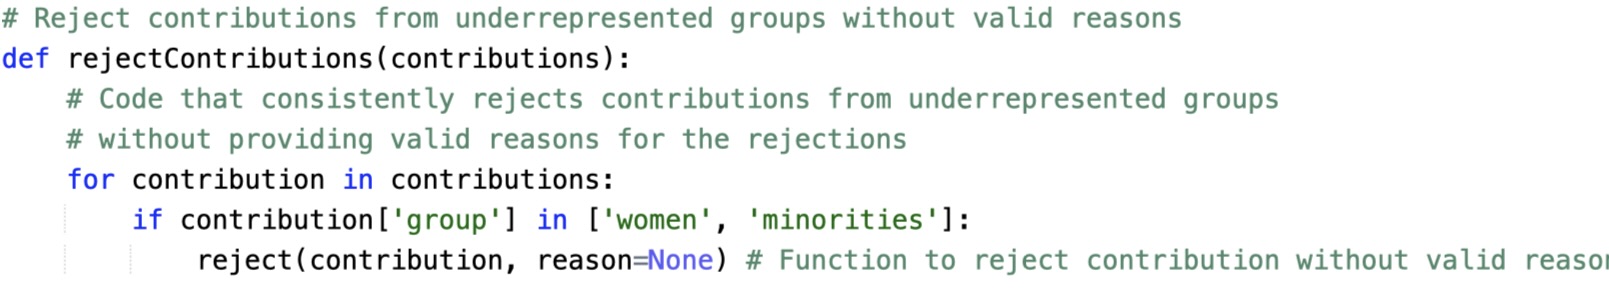 # Reject contributions from underrepresented groups without valid reasons
def rejectContributions(contributions):
# Code that consistently rejects contributions from underrepresented groups
# without providing valid reasons for the rejections
for contribution in contributions:
if contribution['group'] in ['women', 'minorities']:
reject(contribution, reason=None) # Function to reject contribution without valid